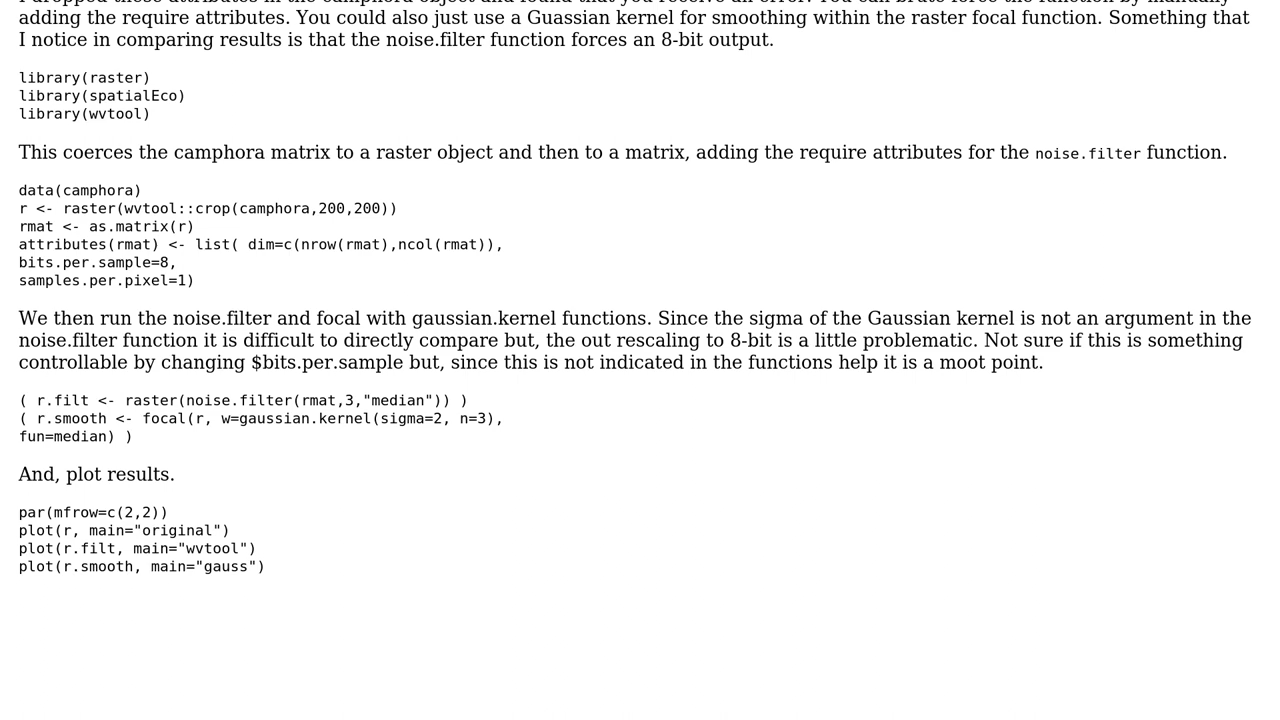 adding the require attributes. You could also just use a Guassian kernel for smoothing within the raster focal function. Something that
I notice in comparing results is that the noise.filter function forces an 8-bit output.
library(raster)
library(spatialEco)
library(wvtool)
This coerces the camphora matrix to a raster object and then to a matrix, adding the require attributes for the noise.filter function.
data(camphora)
r <- raster(wvtool::crop(camphora,200,200))
rmat <- as.matrix(r)
attributes(rmat) <- list( dim=c(nrow(rmat),ncol(rmat)),
bits.per.sample=8,
samples.per.pixel=1)
We then run the noise.filter and focal with gaussian.kernel functions. Since the sigma of the Gaussian kernel is not an argument in the
noise.filter function it is difficult to directly compare but, the out rescaling to 8-bit is a little problematic. Not sure if this is something
controllable by changing $bits.per.sample but, since this is not indicated in the functions help it is a moot point.
( r.filt <- raster(noise.filter(rmat,3,"median")) )
( r.smooth <- focal(r, w=gaussian.kernel(sigma=2, n=3),
fun=median) )
And, plot results.
par(mfrow=c(2,2))
plot(r, main="original")
plot(r.filt, main="wvtool")
plot(r.smooth, main="gauss")